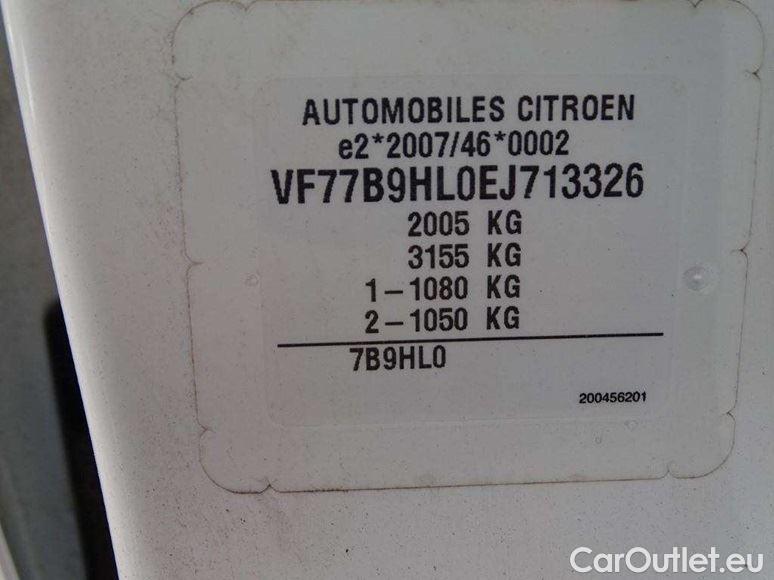 AUTOMOBILES CITROEN
e2*2007/46*0002
VF77B9HL0EJ713326
2005 KG
3155 KG
1-1080 KG
2-1050 KG
7B9HL0
200456201
CarOutlet.eu